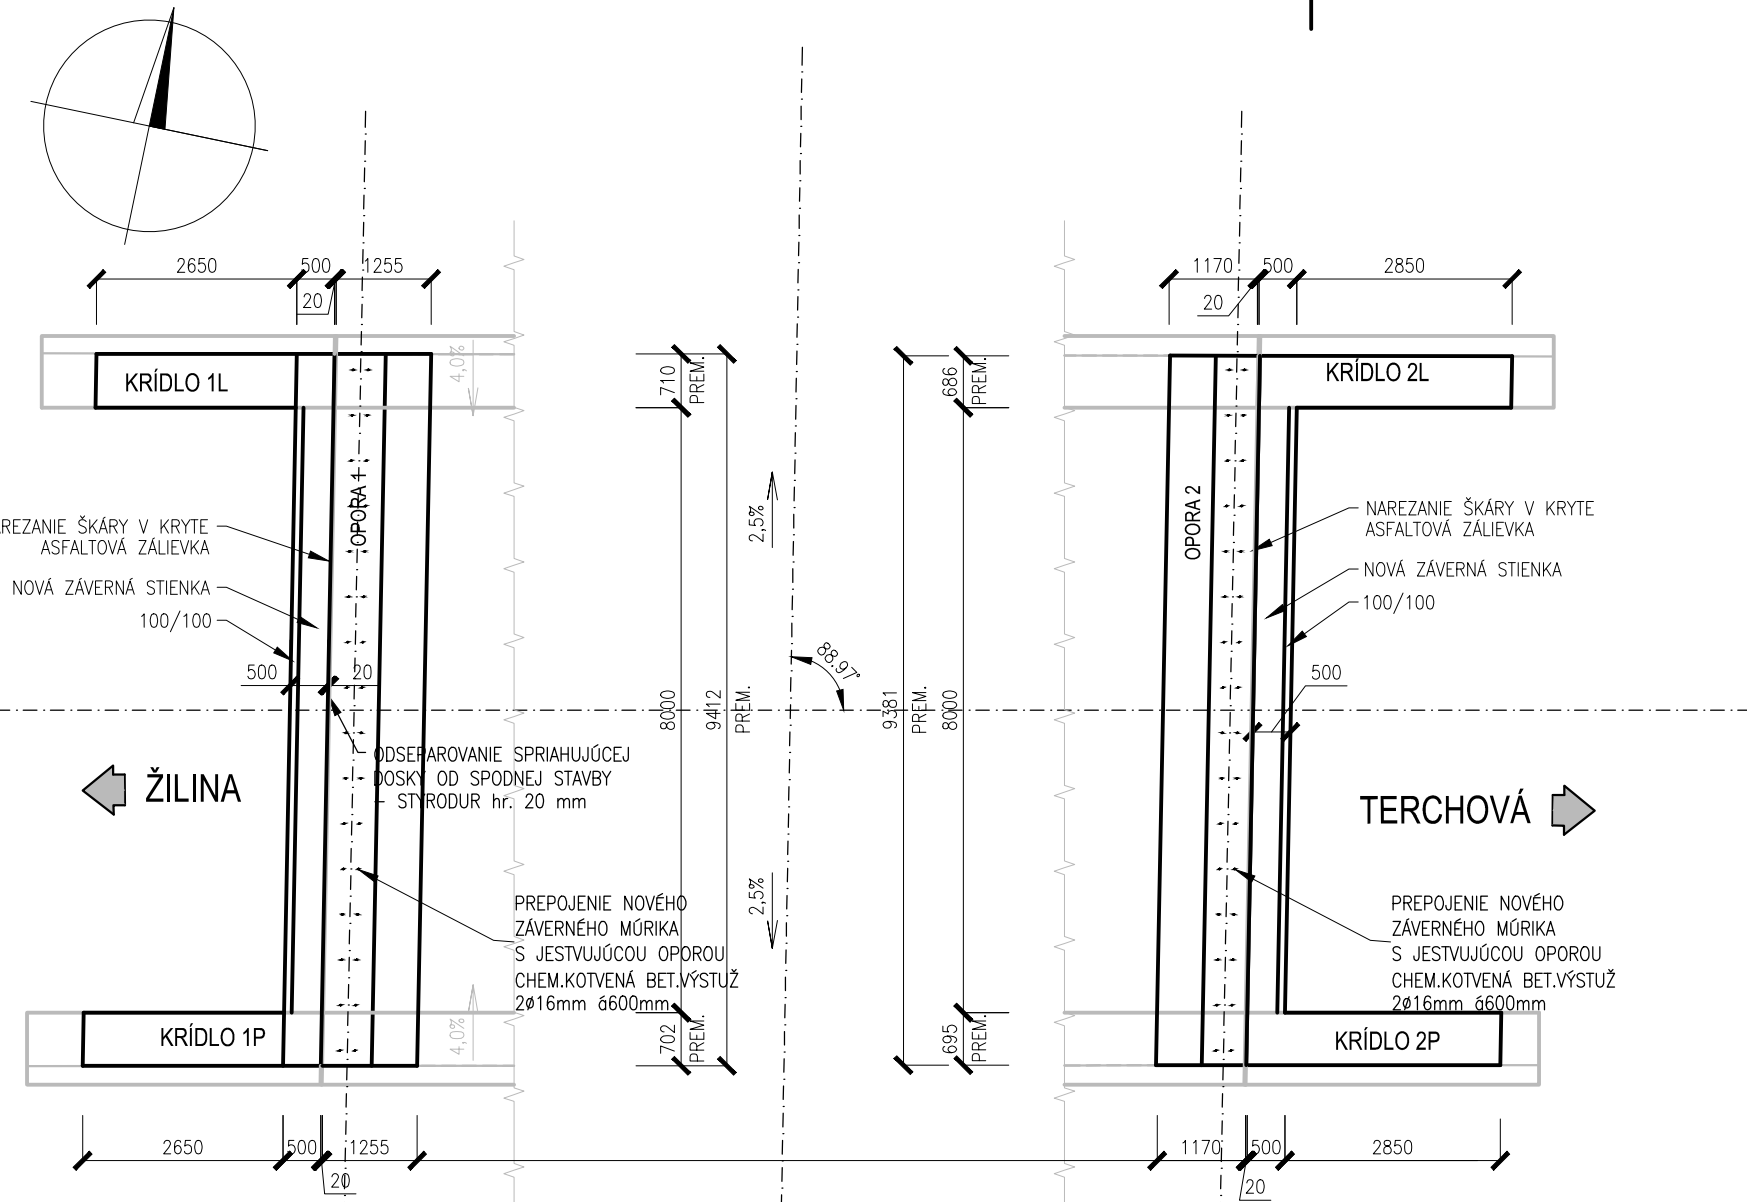 2650
500
1255
20
1170
500
2850
20
KRÍDLO 1L
4,0%
710
PREM.
686
PREM.
KRÍDLO 2L
OPORA 1
OPORA 2
2,5%
REZANIE ŠKÁRY V KRYTE
ASFALTOVÁ ZÁLIEVKA
NOVÁ ZÁVERNÁ STIENKA
100/100
NAREZANIE ŠKÁRY V KRYTE
ASFALTOVÁ ZÁLIEVKA
NOVÁ ZÁVERNÁ STIENKA
100/100
500
20
88.97°
500
8000
9412
PREM.
9381
PREM.
8000
ODSEPAROVANIE SPRIAHUJÚCEJ
DOSKY OD SPODNEJ STAVBY
- STYRODUR hr. 20 mm
ŽILINA
TERCHOVÁ
2,5%
PREPOJENIE NOVÉHO
ZÁVERNÉHO MÚRIKA
S JESTVUJÚCOU OPOROU
CHEM.KOTVENÁ BET.VÝSTUŽ
2ø16mm á600mm
PREPOJENIE NOVÉHO
ZÁVERNÉHO MÚRIKA
S JESTVUJÚCOU OPOROU
CHEM.KOTVENÁ BET.VÝSTUŽ
2ø16mm á600mm
KRÍDLO 1P
4,0%
702
PREM.
695
PREM.
KRÍDLO 2P
2650
500
1255
20
1170
500
2850
20